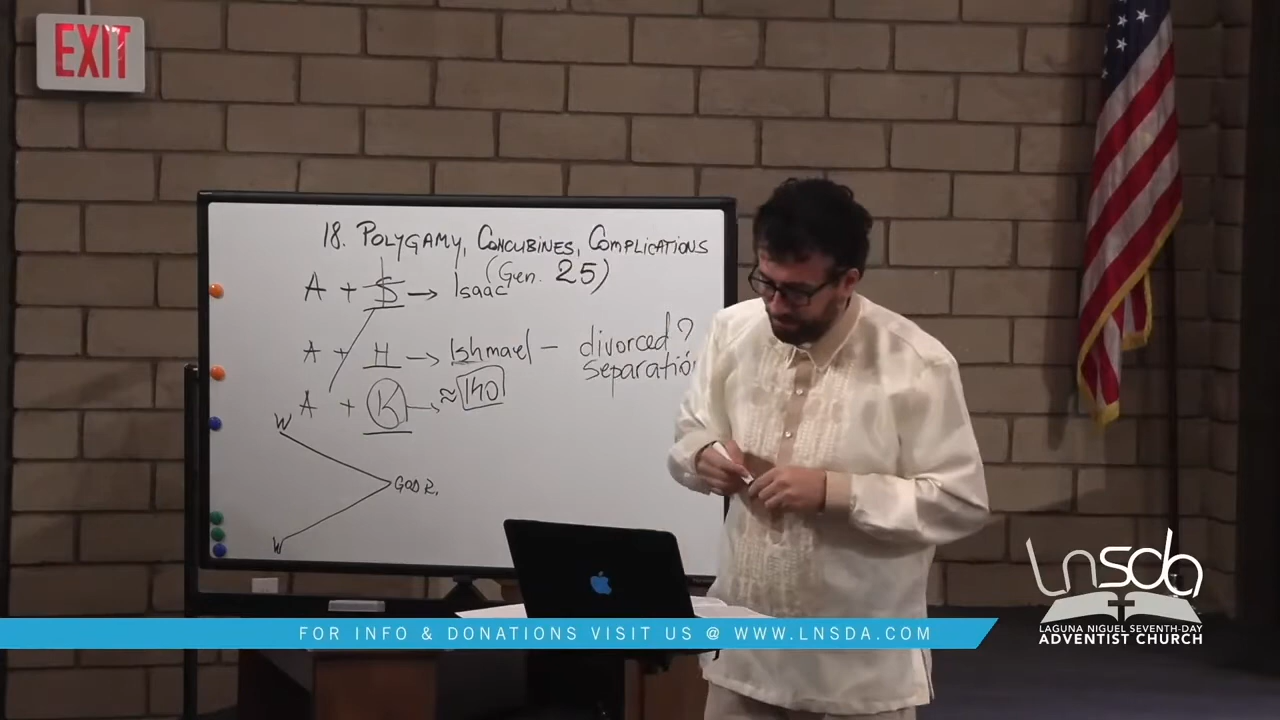 EXIT
18. POLYGAMY, CONCUBINES, COMPLICATIONS
(Gen. 25)
A + S → Isaac
A + H → Ishmael – divorced?
separatio
A + K → ≈ 140
W
GOD R.
W
FOR INFO & DONATIONS VISIT US @ WWW.LNSDA.COM
LNSDA
LAGUNA NIGUEL SEVENTH-DAY
ADVENTIST CHURCH